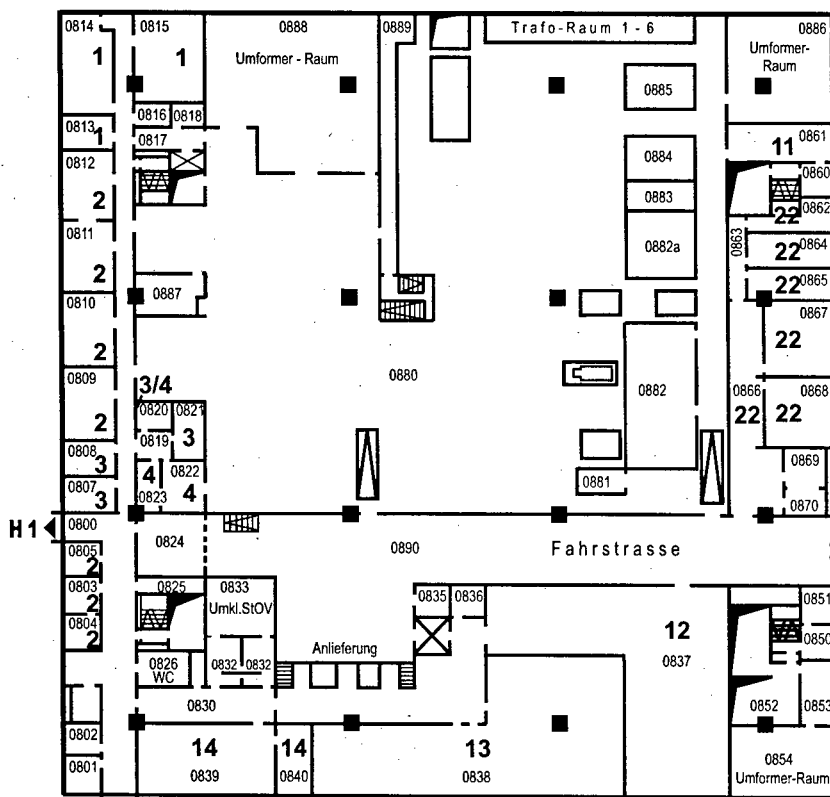 0814 0815 0888 0889 Trafo-Raum 1 - 6 0886
1 1 Umformer - Raum Umformer-Raum
0885
0816 0818
0813 1 0817 0861
11
0812 0884 0860
2 0883 0862
22
0811 0882a 0863 22 0864
2 22 0865
0887
0810 0867
2 22
3/4 0880
0809 0882 0866 0868
2 0820 0821 22 22
0819 3
0808 3 4 0822 0869
0807 3 0823 4 0881 0870
H1 0800
0824 0890 Fahrstrasse
0805 2
0803 2 0825 0833 0835 0836 0851
Umkl.StOV
0804 2 12 0850
Anlieferung 0837
0826 0832 0832
WC
0830 0852 0853
0802 14 14 13
0854
0801 0839 0840 0838 Umformer-Raum